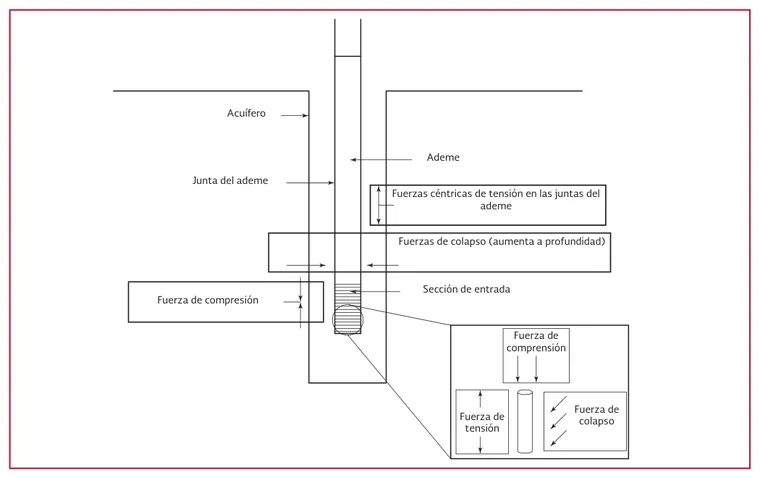 Acuífero
Ademe
Junta del ademe
Fuerzas céntricas de tensión en las juntas del
ademe
Fuerzas de colapso (aumenta a profundidad)
Sección de entrada
Fuerza de compresión
Fuerza de
comprensión
Fuerza de
tensión
Fuerza de
colapso